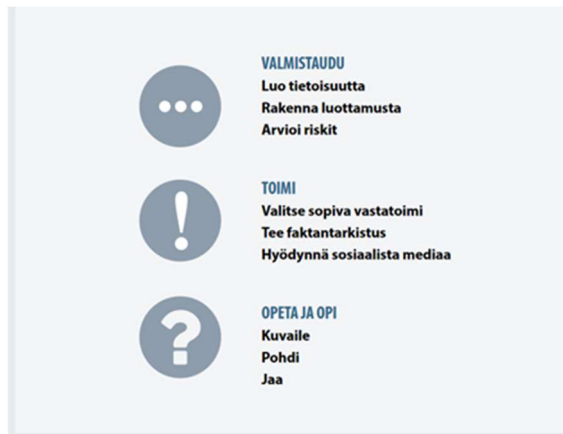 VALMISTAUDU
Luo tietoisuutta
Rakenna luottamusta
Arvioi riskit
TOIMI
Valitse sopiva vastatoimi
Tee faktantarkistus
Hyödynnä sosiaalista mediaa
OPETA JA OPI
Kuvaile
Pohdi
Jaa